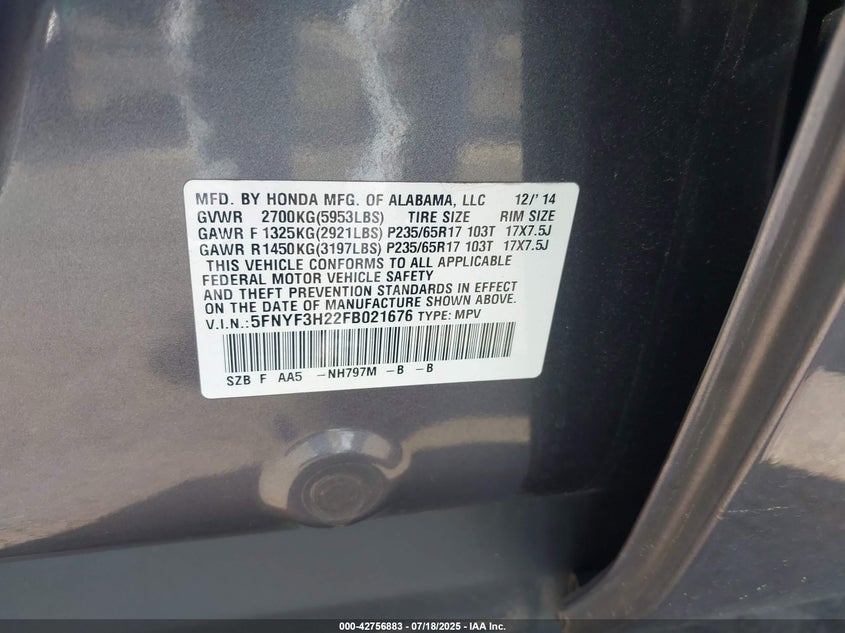 MFD. BY HONDA MFG. OF ALABAMA, LLC 12/'14
GVWR 2700KG(5953LBS) TIRE SIZE RIM SIZE
GAWR F 1325KG(2921LBS) P235/65R17 103T 17X7.5J
GAWR R1450KG(3197LBS) P235/65R17 103T 17X7.5J
THIS VEHICLE CONFORMS TO ALL APPLICABLE
FEDERAL MOTOR VEHICLE SAFETY
AND THEFT PREVENTION STANDARDS IN EFFECT
ON THE DATE OF MANUFACTURE SHOWN ABOVE.
V.I.N.:5FNYF3H22FB021676 TYPE: MPV
SZB F AA5 -NH797M -B -B
000-42756883 / 07/18/2025 - IAA Inc.